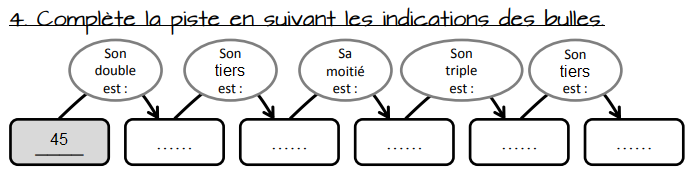 4. Complète la piste en suivant les indications des bulles.
Son double est :
Son tiers est :
Sa moitié est :
Son triple est :
Son tiers est :
45
......
......
......
......
......